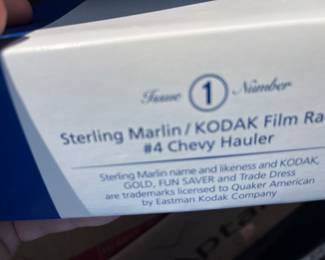 Issue 1 Number
Sterling Marlin / KODAK Film Ra
#4 Chevy Hauler
Sterling Marlin name and likeness and KODAK,
GOLD, FUN SAVER and Trade Dress
are trademarks licensed to Quaker American
by Eastman Kodak Company